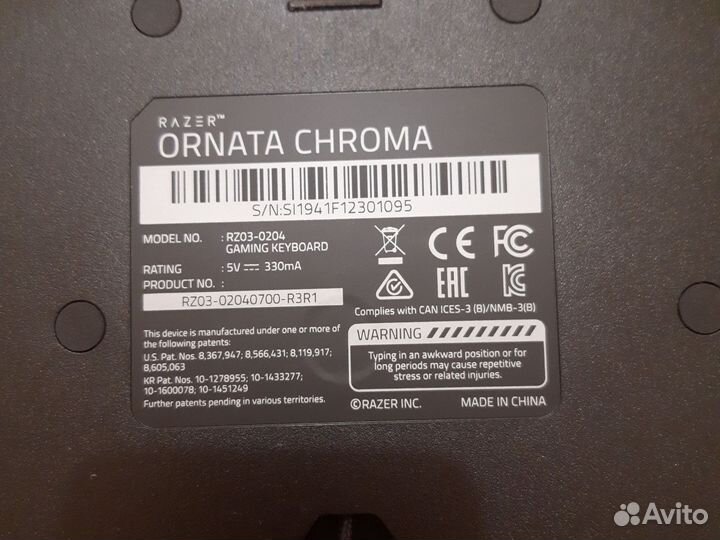 RAZER™
ORNATA CHROMA
S/N:SI1941F12301095
MODEL NO. : RZ03-0204
GAMING KEYBOARD
RATING : 5V ⎓ 330mA
PRODUCT NO. :
RZ03-02040700-R3R1
This device is manufactured under one or more of
the following patents:
U.S. Pat. Nos. 8,367,947; 8,566,431; 8,119,917;
8,605,063
KR Pat. Nos. 10-1278955; 10-1433277;
10-1600078; 10-1451249
Further patents pending in various territories.
CE FC
EAC
Complies with CAN ICES-3 (B)/NMB-3(B)
WARNING
Typing in an awkward position or for
long periods may cause repetitive
stress or related injuries.
©RAZER INC. MADE IN CHINA
Avito